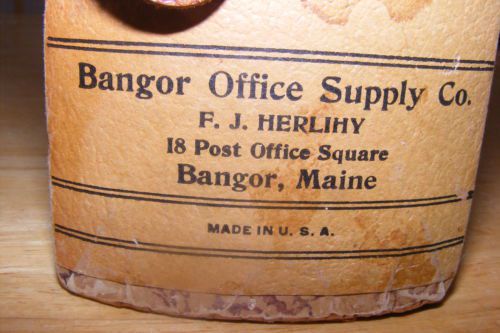 Bangor Office Supply Co.
F. J. HERLIHY
18 Post Office Square
Bangor, Maine
MADE IN U. S. A.